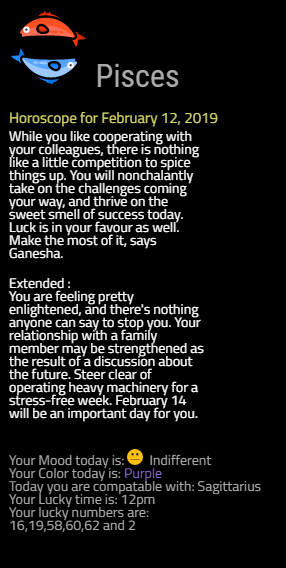 Pisces
Horoscope for February 12, 2019
While you like cooperating with
your colleagues, there is nothing
like a little competition to spice
things up. You will nonchalantly
take on the challenges coming
your way, and thrive on the
sweet smell of success today.
Luck is in your favour as well.
Make the most of it, says
Ganesha.
Extended :
You are feeling pretty
enlightened, and there's nothing
anyone can say to stop you. Your
relationship with a family
member may be strengthened as
the result of a discussion about
the future. Steer clear of
operating heavy machinery for a
stress-free week. February 14
will be an important day for you.
Your Mood today is: Indifferent
Your Color today is: Purple
Today you are compatable with: Sagittarius
Your Lucky time is: 12pm
Your lucky numbers are:
16,19,58,60,62 and 2